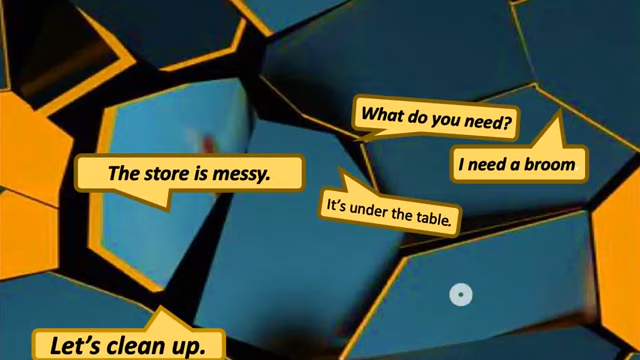 What do you need?
I need a broom
The store is messy.
It's under the table.
Let's clean up.